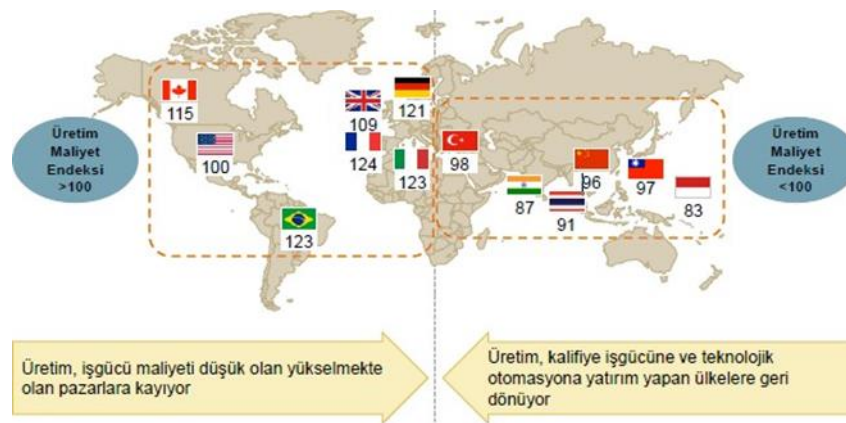 Üretim
Maliyet
Endeksi
>100
115
100
123
109
124
121
123
98
87
91
96
97
83
Üretim
Maliyet
Endeksi
<100
Üretim, işgücü maliyeti düşük olan yükselmekte
olan pazarlara kayıyor
Üretim, kalifiye işgücüne ve teknolojik
otomasyona yatırım yapan ülkelere geri
dönüyor